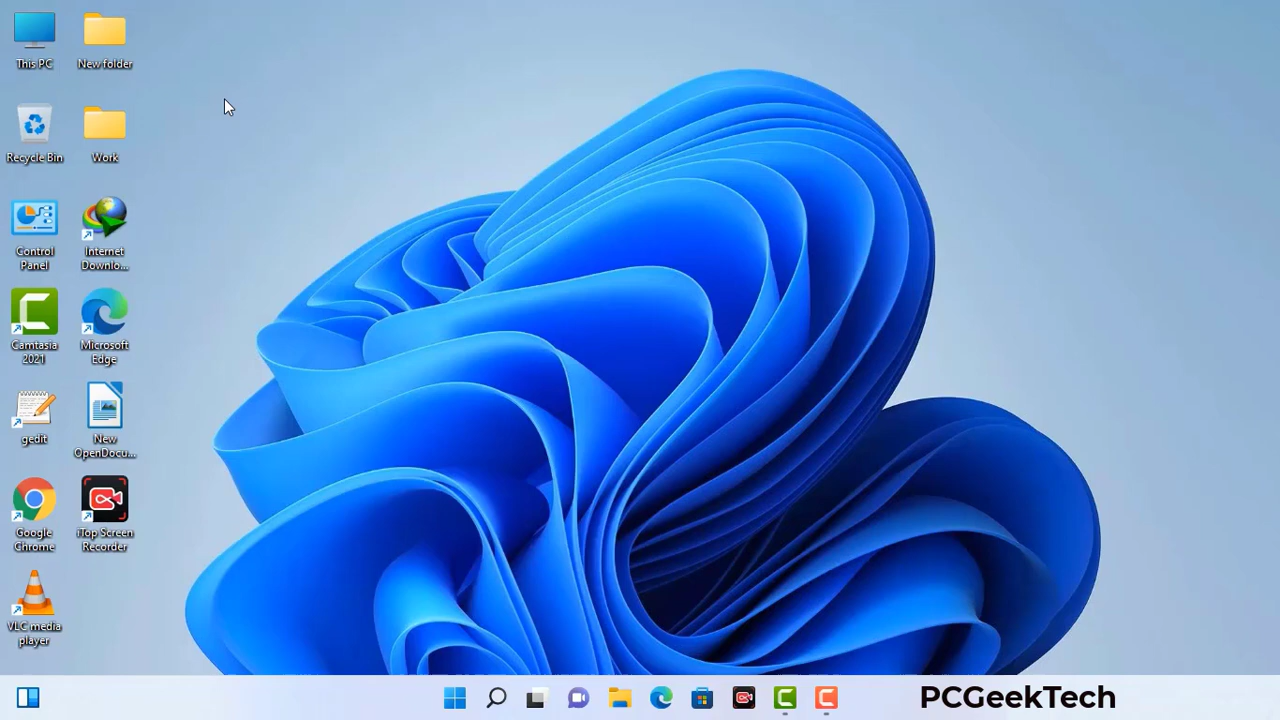 This PC
New folder
Recycle Bin
Work
Control
Panel
Internet
Downlo...
Camtasia
2021
Microsoft
Edge
gedit
New
OpenDocu...
Google
Chrome
iTop Screen
Recorder
VLC media
player
PCGeekTech